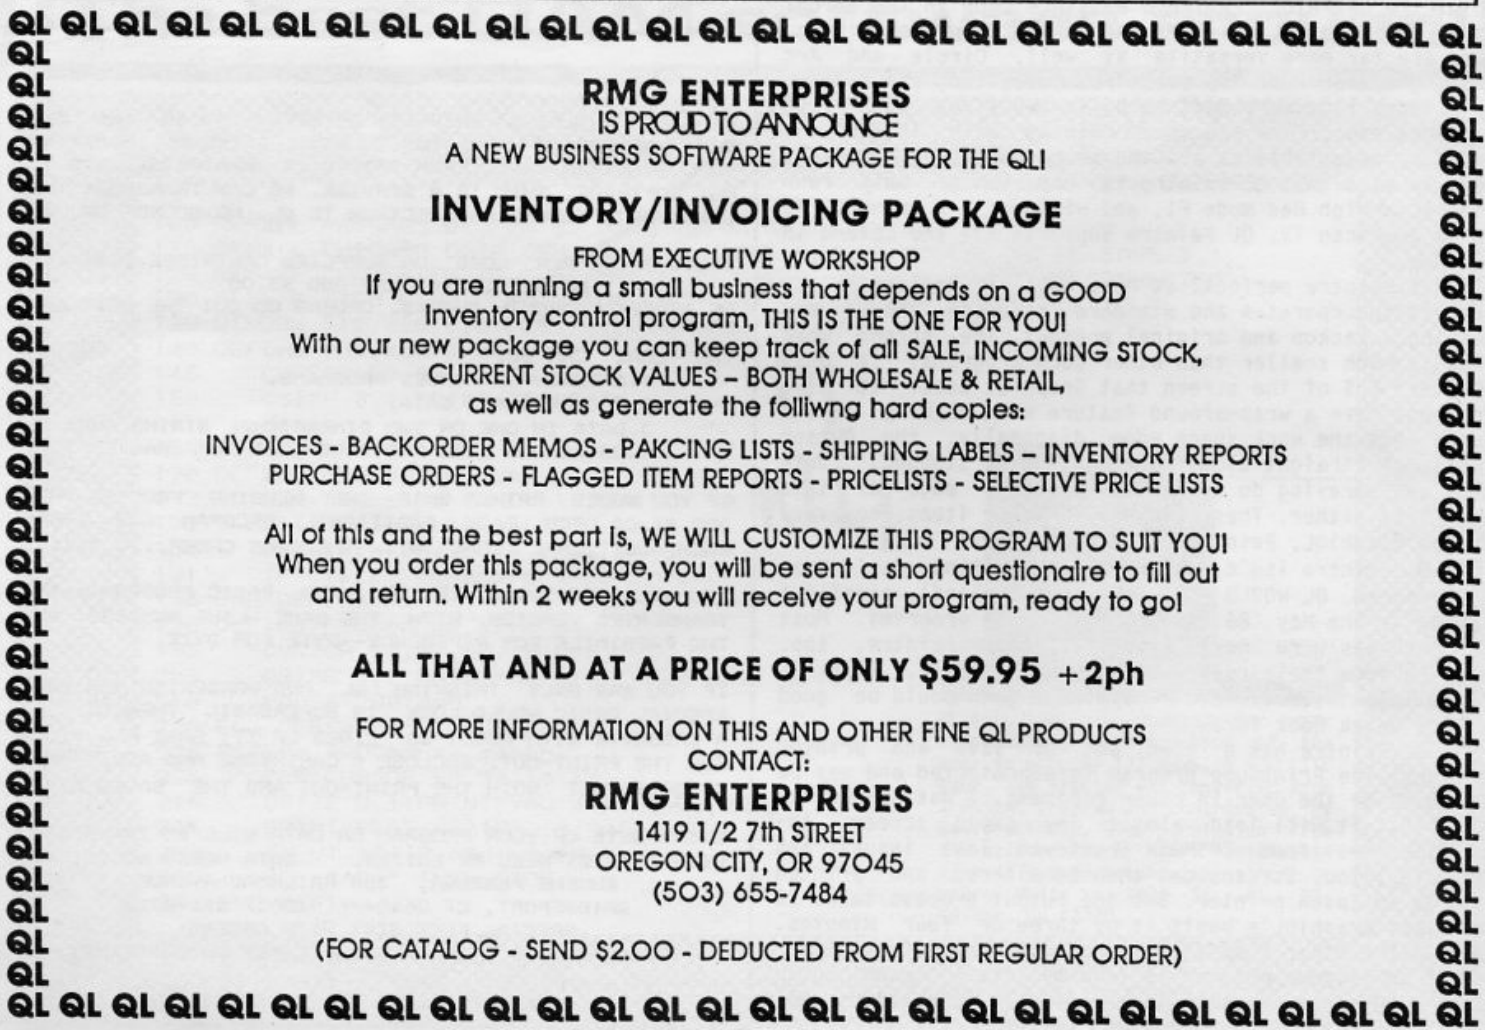 QL QL QL QL QL QL QL QL QL QL QL QL QL QL QL QL QL QL QL QL QL QL QL QL QL QL QL QL
RMG ENTERPRISES
IS PROUD TO ANNOUNCE
A NEW BUSINESS SOFTWARE PACKAGE FOR THE QL!
INVENTORY/INVOICING PACKAGE
FROM EXECUTIVE WORKSHOP
If you are running a small business that depends on a GOOD
Inventory control program, THIS IS THE ONE FOR YOU!
With our new package you can keep track of all SALE, INCOMING STOCK,
CURRENT STOCK VALUES – BOTH WHOLESALE & RETAIL,
as well as generate the folliwng hard copies:
INVOICES - BACKORDER MEMOS - PAKCING LISTS - SHIPPING LABELS – INVENTORY REPORTS
PURCHASE ORDERS - FLAGGED ITEM REPORTS - PRICELISTS - SELECTIVE PRICE LISTS
All of this and the best part is, WE WILL CUSTOMIZE THIS PROGRAM TO SUIT YOU!
When you order this package, you will be sent a short questionaire to fill out
and return. Within 2 weeks you will receive your program, ready to go!
ALL THAT AND AT A PRICE OF ONLY $59.95 +2ph
FOR MORE INFORMATION ON THIS AND OTHER FINE QL PRODUCTS
CONTACT:
RMG ENTERPRISES
1419 1/2 7th STREET
OREGON CITY, OR 97045
(503) 655-7484
(FOR CATALOG - SEND $2.00 - DEDUCTED FROM FIRST REGULAR ORDER)
QL QL QL QL QL QL QL QL QL QL QL QL QL QL QL QL QL QL QL QL QL QL QL QL QL QL QL QL